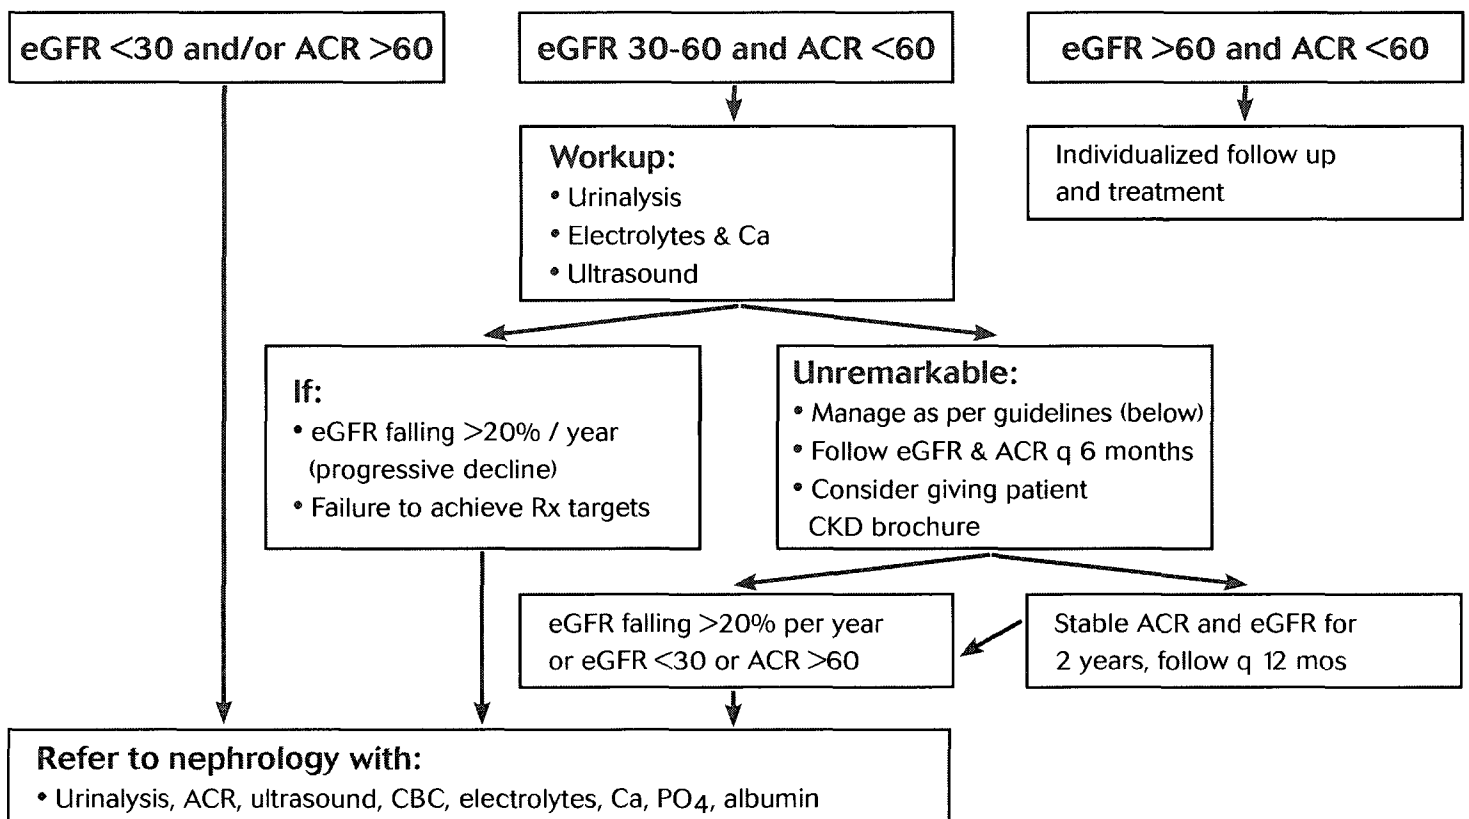 eGFR <30 and/or ACR >60
eGFR 30-60 and ACR <60
eGFR >60 and ACR <60
Workup:
• Urinalysis
• Electrolytes & Ca
• Ultrasound
Individualized follow up
and treatment
If:
• eGFR falling >20% / year
(progressive decline)
• Failure to achieve Rx targets
Unremarkable:
• Manage as per guidelines (below)
• Follow eGFR & ACR q 6 months
• Consider giving patient
CKD brochure
eGFR falling >20% per year
or eGFR <30 or ACR >60
Stable ACR and eGFR for
2 years, follow q 12 mos
Refer to nephrology with:
• Urinalysis, ACR, ultrasound, CBC, electrolytes, Ca, PO4, albumin